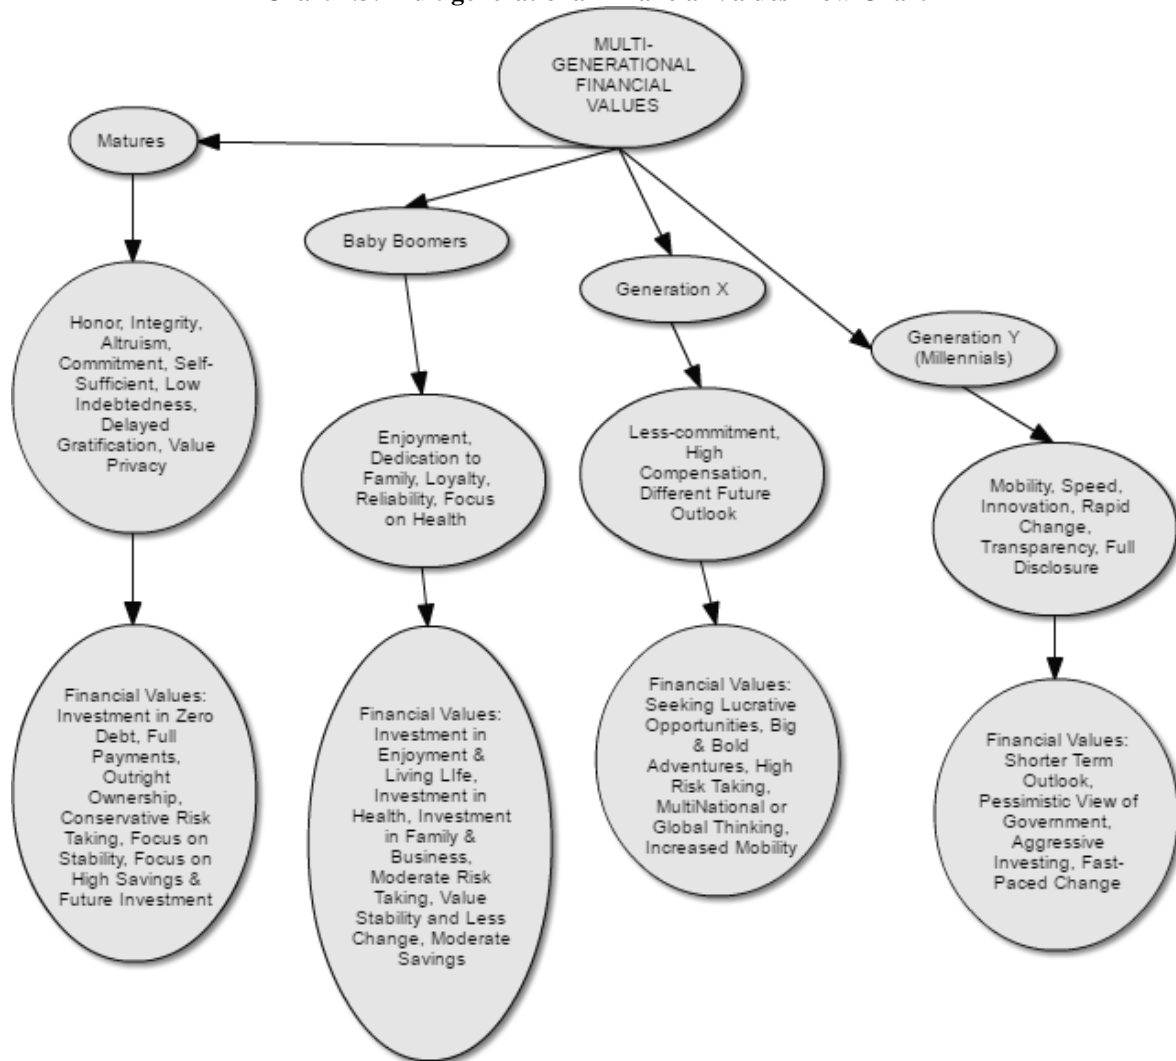 Multigenerational Financial Values Flow Chart
MULTI-
GENERATIONAL
FINANCIAL
VALUES
Matures
Baby Boomers
Generation X
Generation Y
(Millennials)
Honor, Integrity,
Altruism,
Commitment, Self-
Sufficient, Low
Indebtedness,
Delayed
Gratification, Value
Privacy
Enjoyment,
Dedication to
Family, Loyalty,
Reliability, Focus
on Health
Less-commitment,
High
Compensation,
Different Future
Outlook
Mobility, Speed,
Innovation, Rapid
Change,
Transparency, Full
Disclosure
Financial Values:
Investment in Zero
Debt, Full
Payments,
Outright
Ownership,
Conservative Risk
Taking, Focus on
Stability, Focus on
High Savings &
Future Investment
Financial Values:
Investment in
Enjoyment &
Living LIfe,
Investment in
Health, Investment
in Family &
Business,
Moderate Risk
Taking, Value
Stability and Less
Change, Moderate
Savings
Financial Values:
Seeking Lucrative
Opportunities, Big
& Bold
Adventures, High
Risk Taking,
MultiNational or
Global Thinking,
Increased Mobility
Financial Values:
Shorter Term
Outlook,
Pessimistic View of
Government,
Aggressive
Investing, Fast-
Paced Change